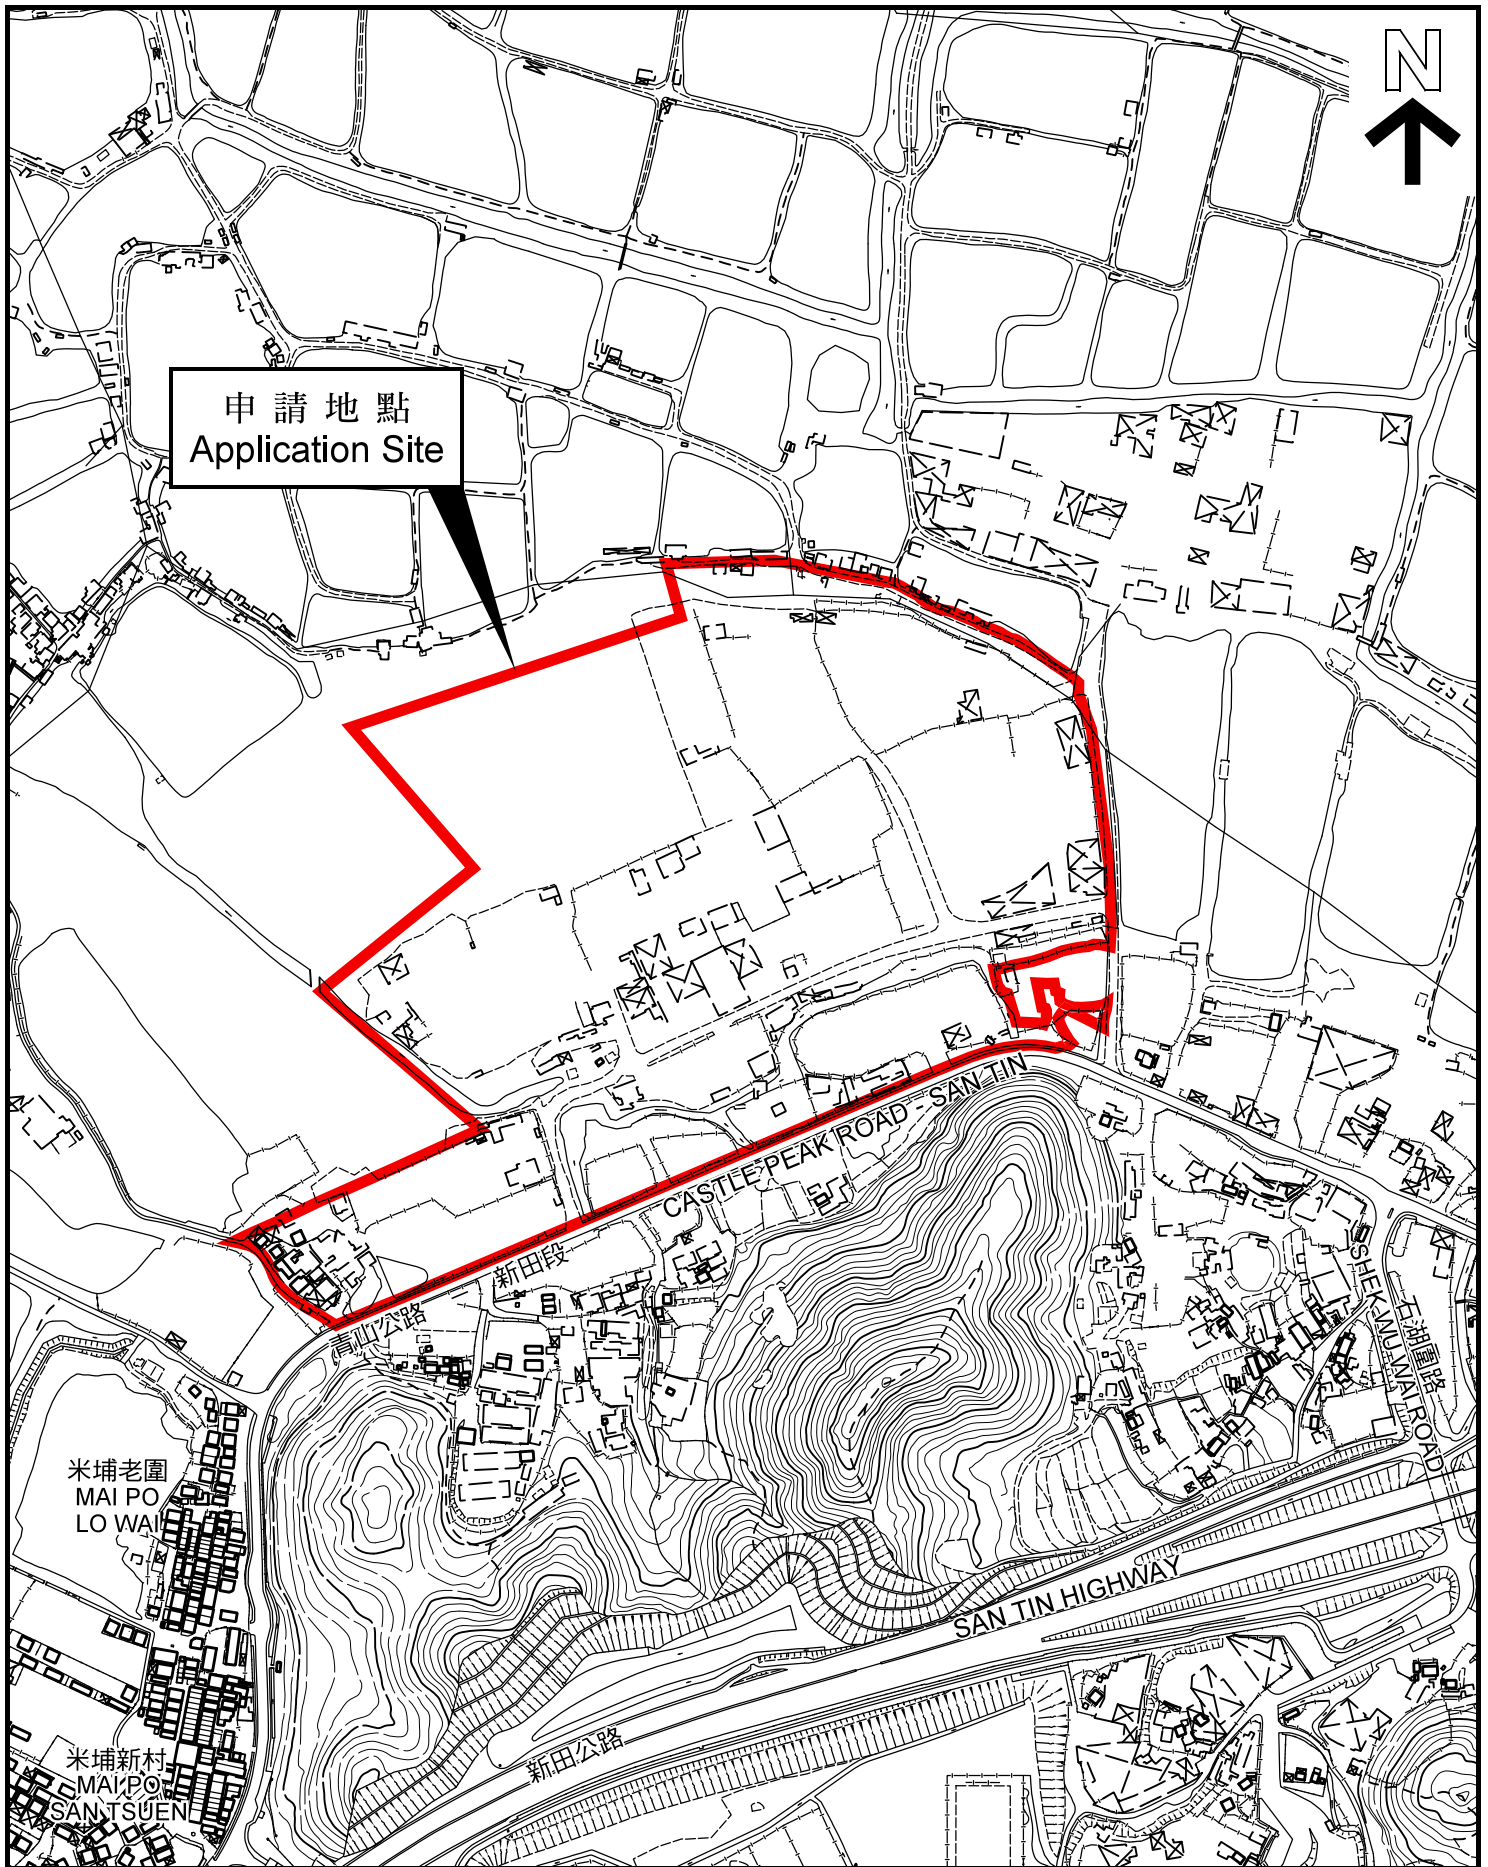 N
申請地點
Application Site
CASTLE PEAK ROAD - SAN TIN
新田段
青山公路
SHEK WU WAI ROAD
石湖圍路
米埔老圍
MAI PO
LO WAI
SAN TIN HIGHWAY
新田公路
米埔新村
MAI PO
SAN TSUEN